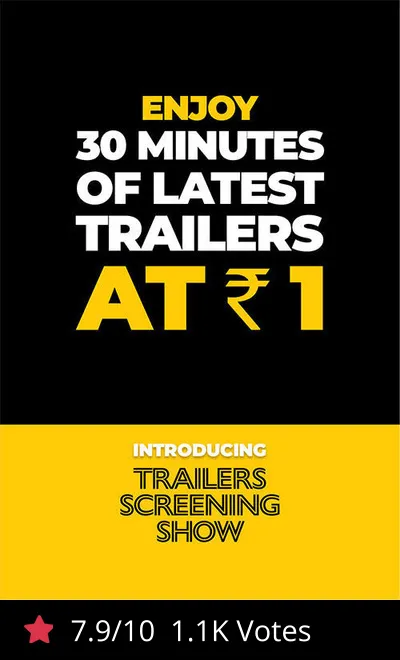 ENJOY
30 MINUTES
OF LATEST
TRAILERS
AT ₹ 1
INTRODUCING
TRAILERS
SCREENING
SHOW
7.9/10 1.1K Votes